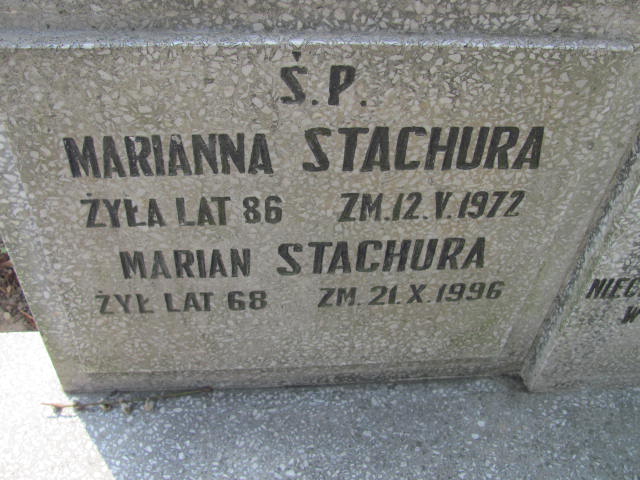 Ś.P.
MARIANNA STACHURA
ŻYŁA LAT 86 ZM. 12. V. 1972
MARIAN STACHURA
ŻYŁ LAT 68 ZM. 21. X. 1996